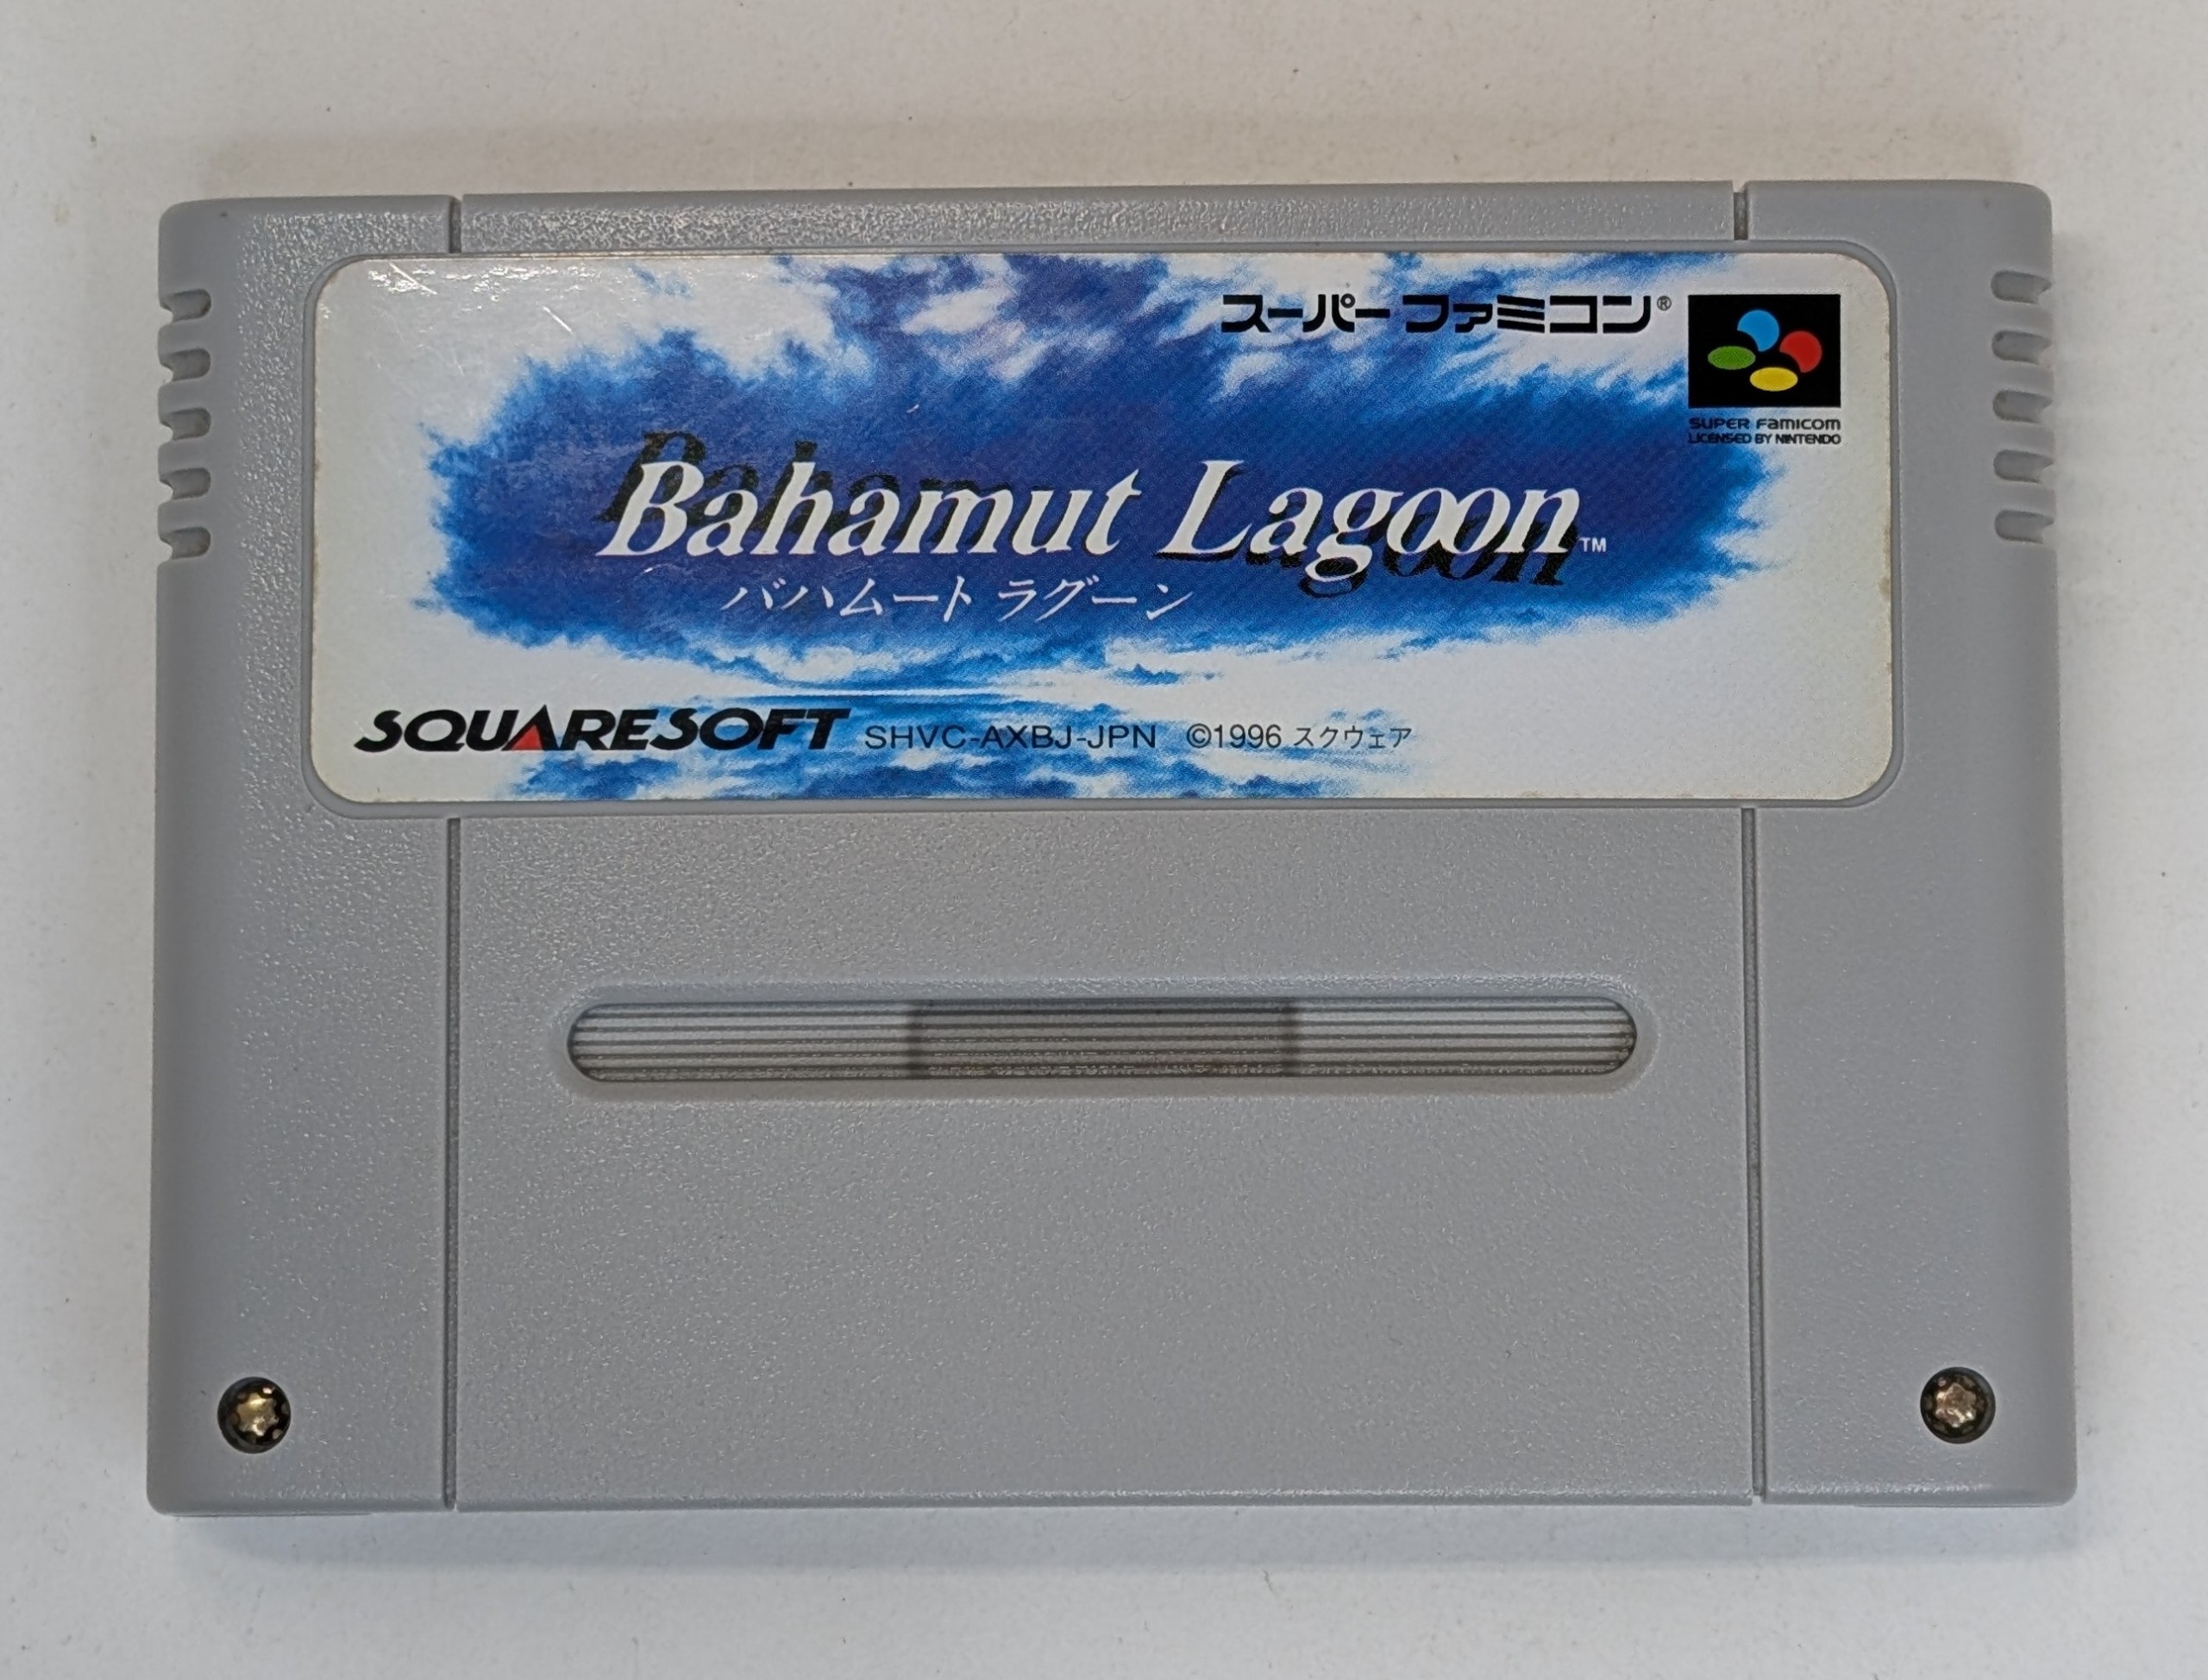 スーパーファミコン®
SUPER FAMICOM
LICENSED BY NINTENDO
Bahamut Lagoon™
バハムート ラグーン
SQUARESOFT SHVC-AXBJ-JPN ©1996 スクウェア